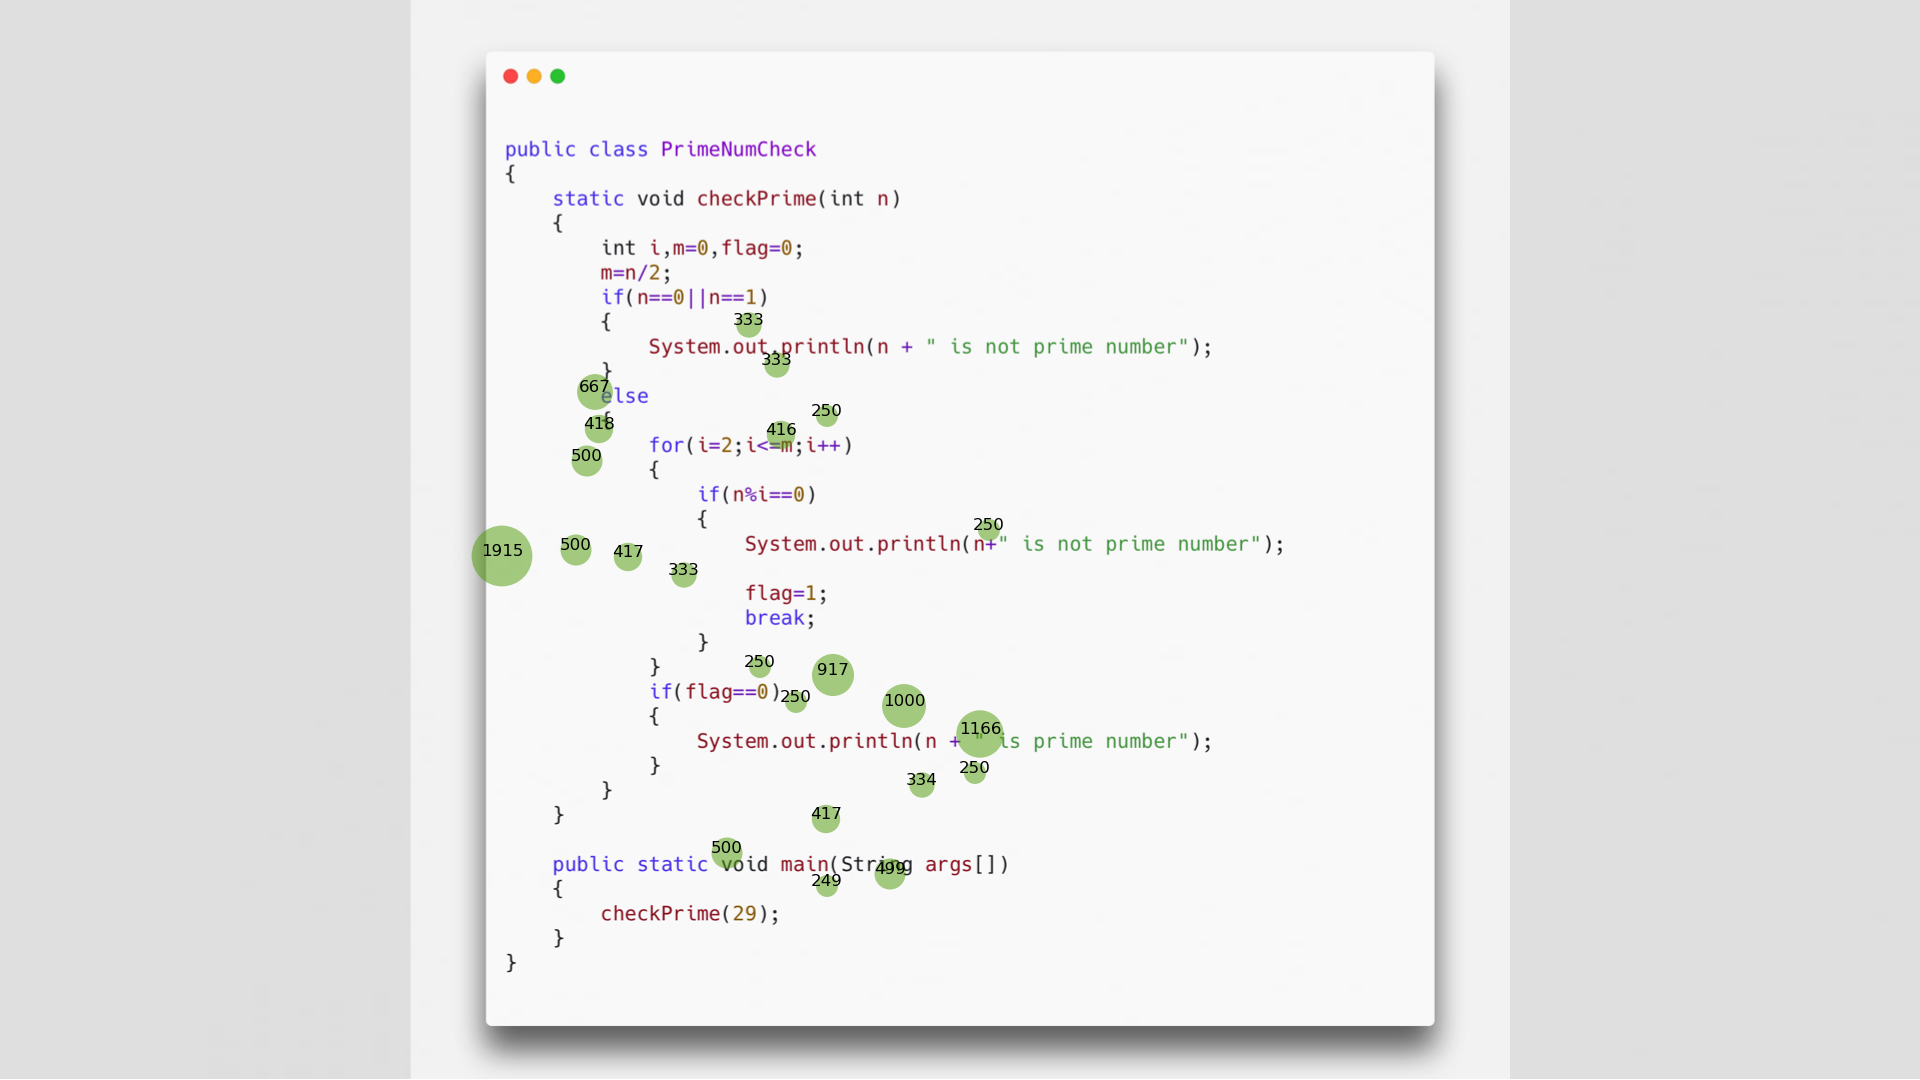 public class PrimeNumCheck
{
static void checkPrime(int n)
{
int i,m=0,flag=0;
m=n/2;
if(n==0||n==1)
{
333
System.out.println(n + " is not prime number");
333
}
667
else
250
{
418
416
for(i=2;i<=m;i++)
500
{
if(n%i==0)
{
250
System.out.println(n+" is not prime number");
1915 500 417
333
flag=1;
break;
}
250 917
}
if(flag==0)
250 1000
{
1166
System.out.println(n + " is prime number");
}
250
334
}
417
}
500
public static void main(String args[])
499
249
{
checkPrime(29);
}
}